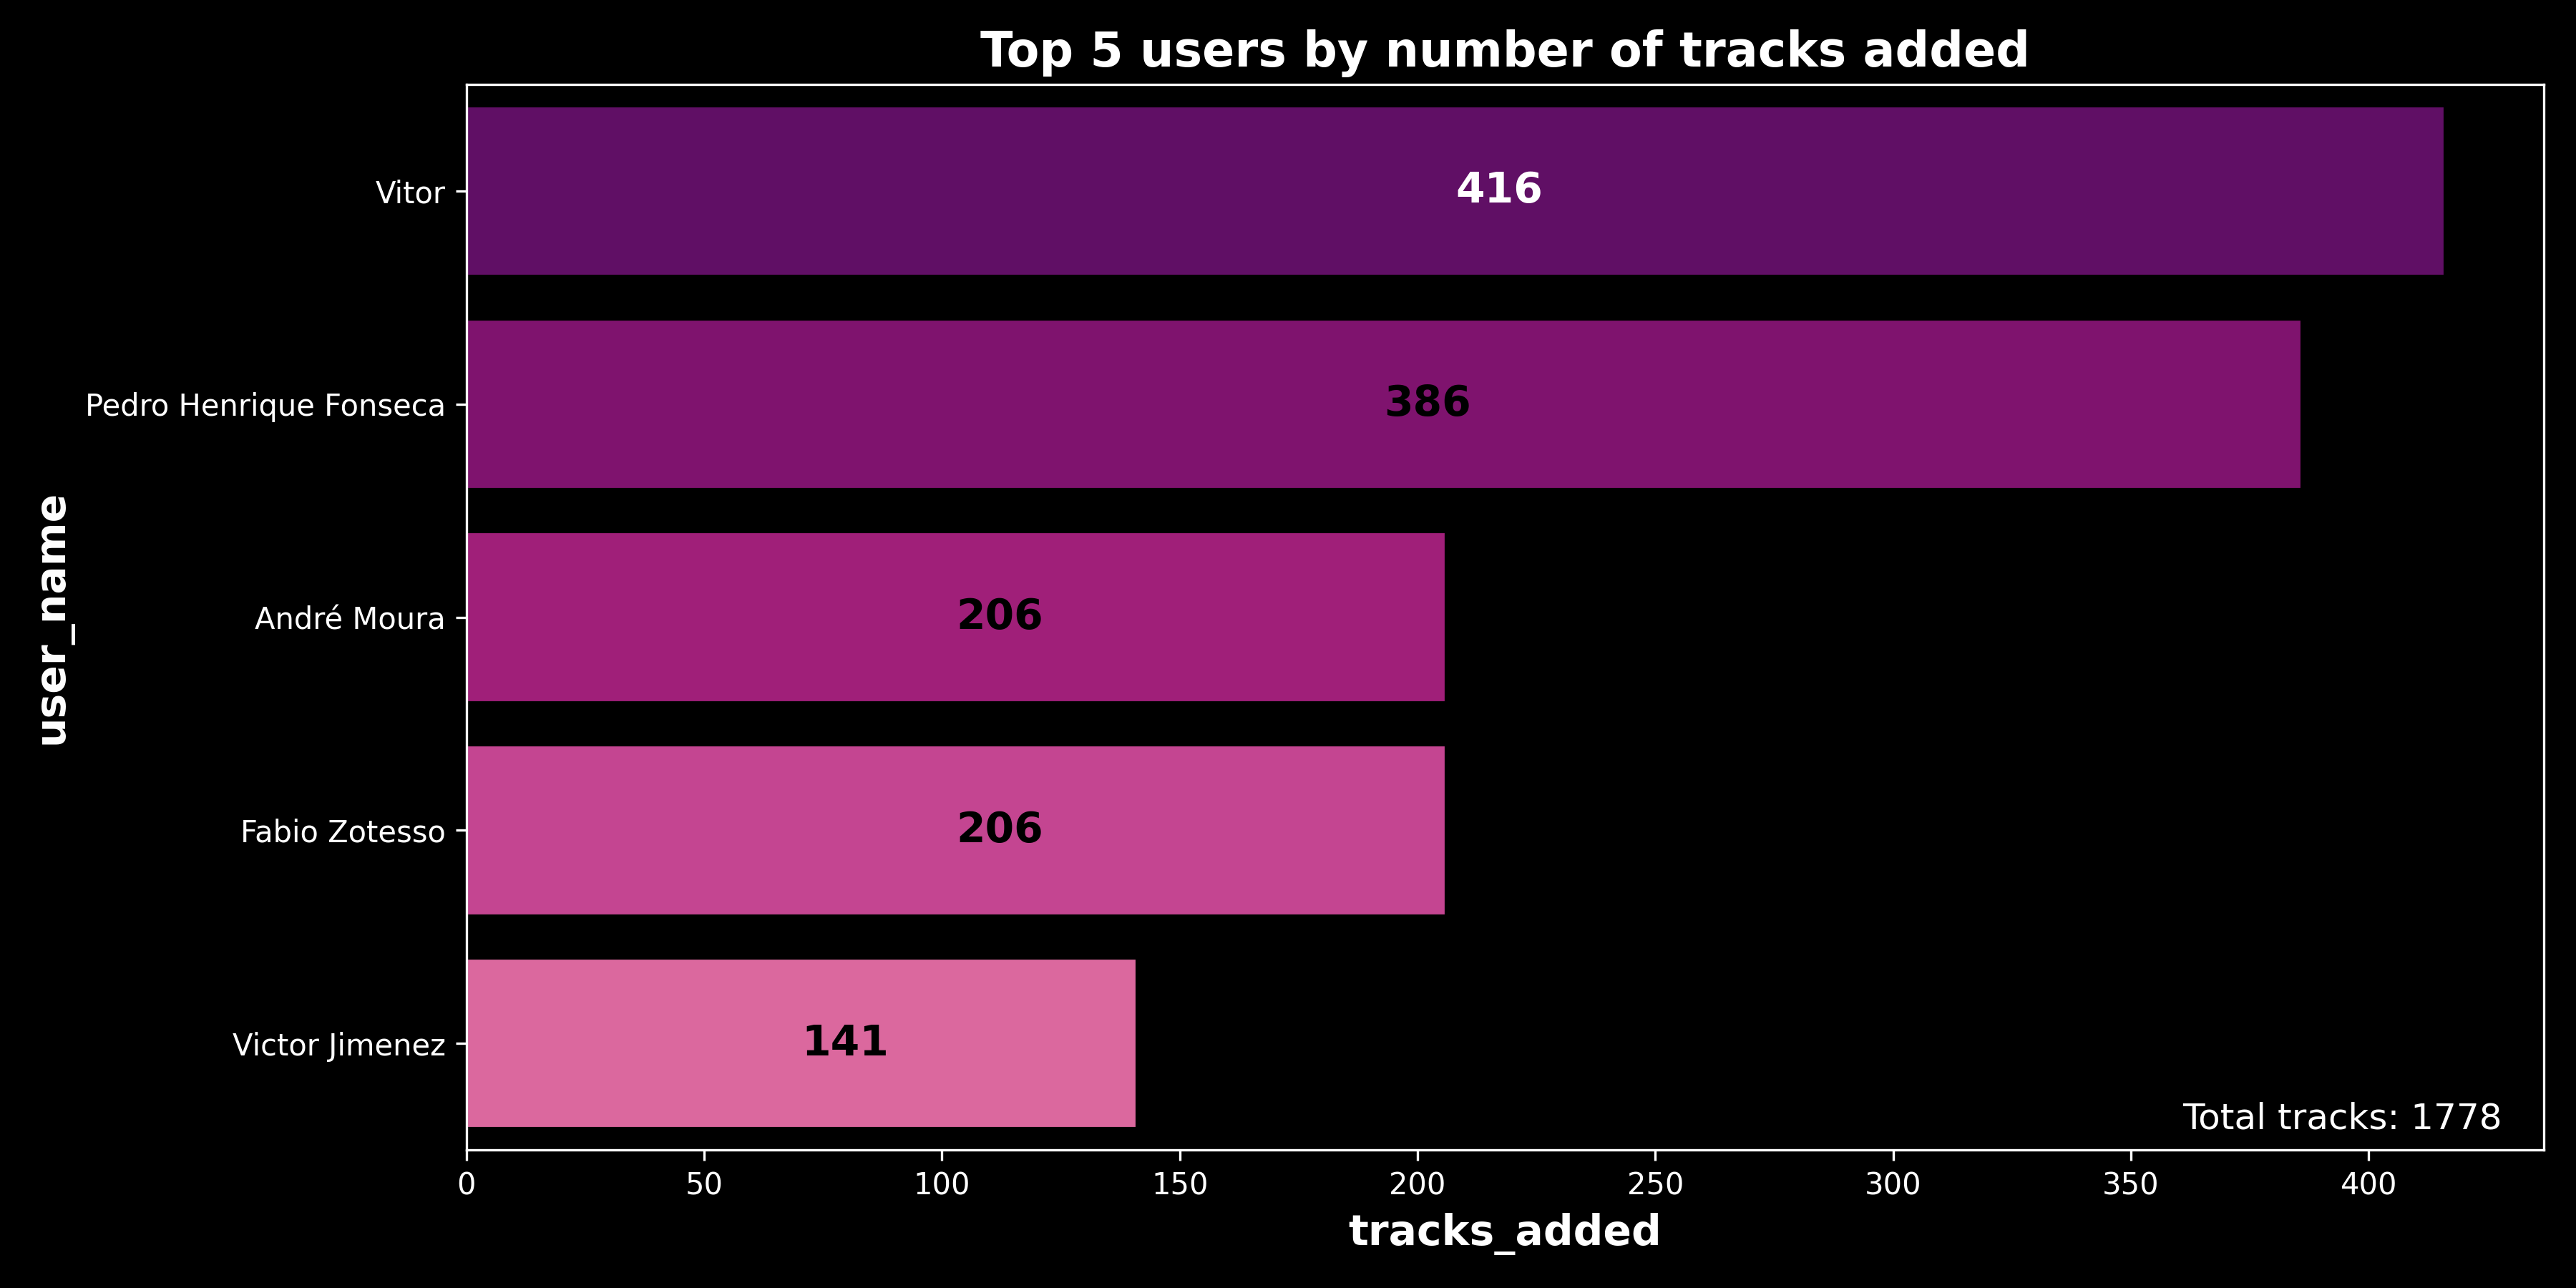 Top 5 users by number of tracks added
user_name
Vitor
416
Pedro Henrique Fonseca
386
André Moura
206
Fabio Zotesso
206
Victor Jimenez
141
Total tracks: 1778
0 50 100 150 200 250 300 350 400
tracks_added